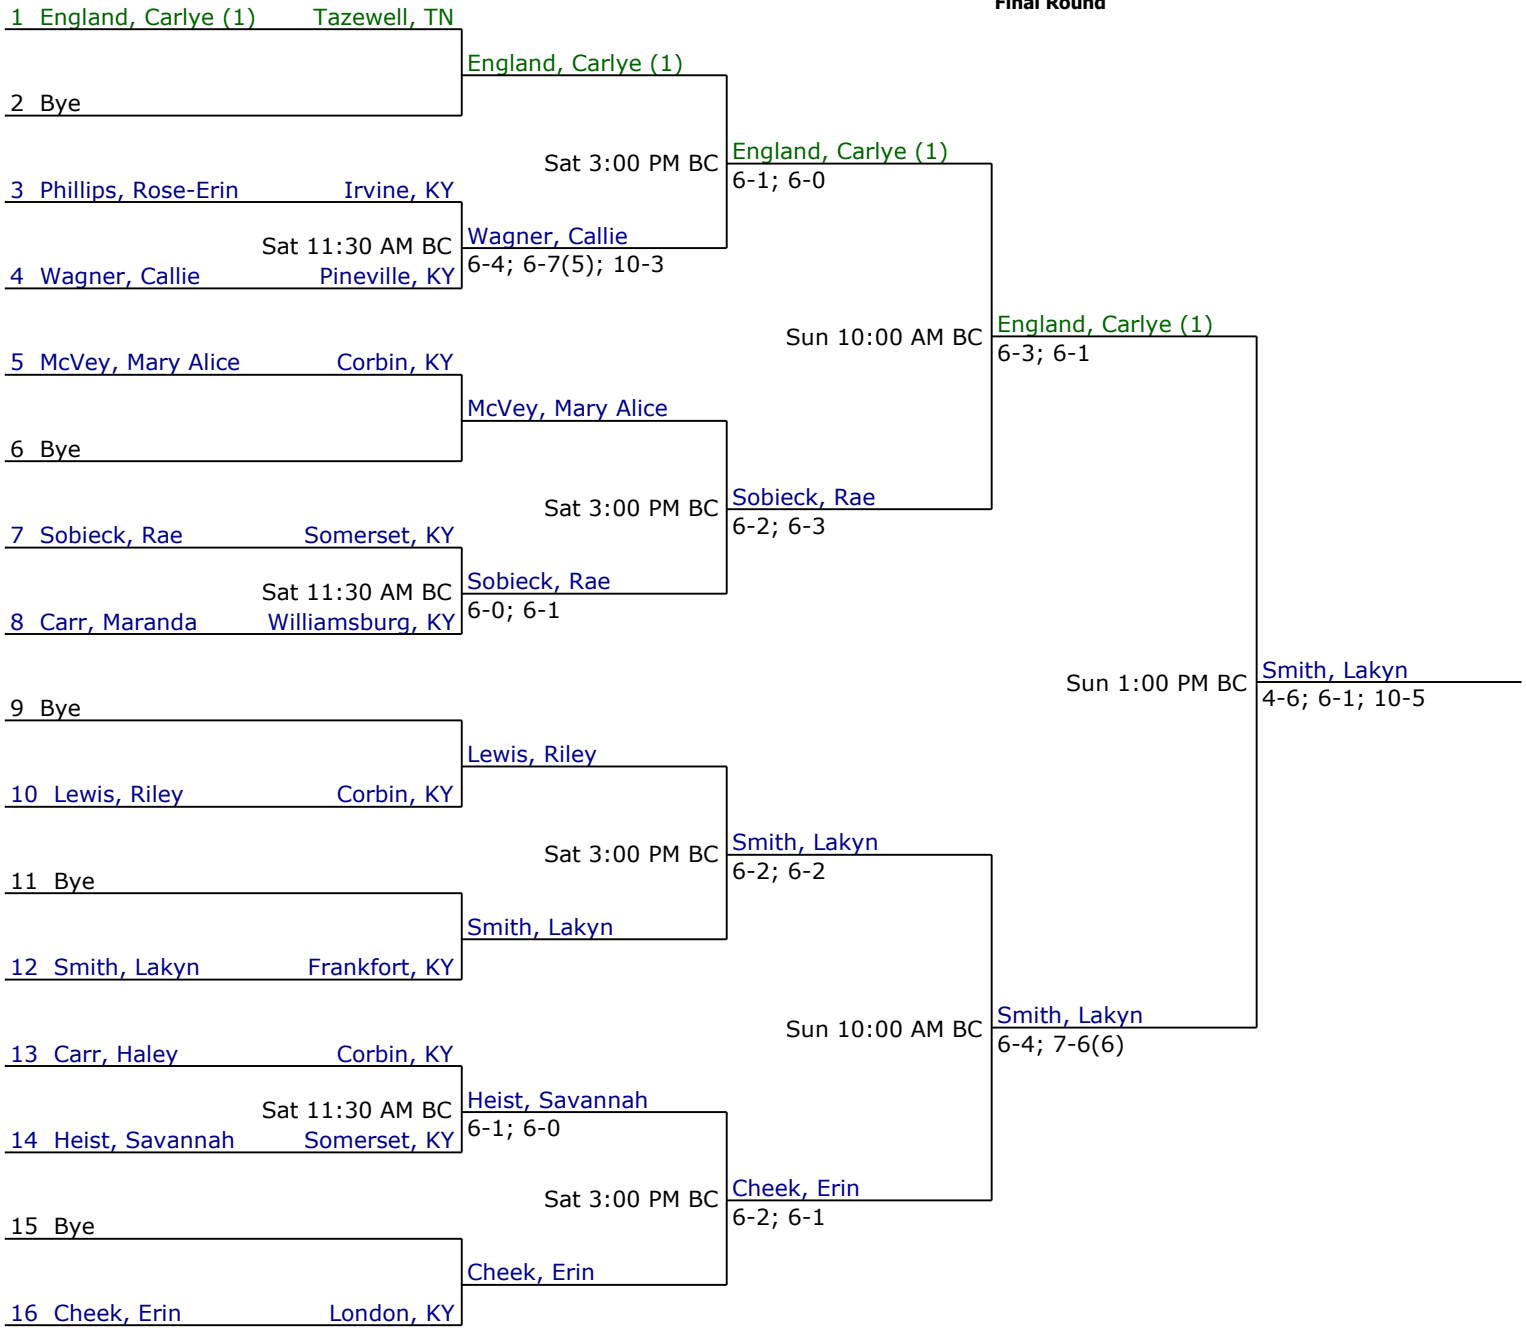 Final Round
1 England, Carlye (1) Tazewell, TN
England, Carlye (1)
2 Bye
England, Carlye (1)
Sat 3:00 PM BC
6-1; 6-0
3 Phillips, Rose-Erin Irvine, KY
Wagner, Callie
Sat 11:30 AM BC
6-4; 6-7(5); 10-3
4 Wagner, Callie Pineville, KY
England, Carlye (1)
Sun 10:00 AM BC
6-3; 6-1
5 McVey, Mary Alice Corbin, KY
McVey, Mary Alice
6 Bye
Sobieck, Rae
Sat 3:00 PM BC
6-2; 6-3
7 Sobieck, Rae Somerset, KY
Sobieck, Rae
Sat 11:30 AM BC
6-0; 6-1
8 Carr, Maranda Williamsburg, KY
Smith, Lakyn
Sun 1:00 PM BC
4-6; 6-1; 10-5
9 Bye
Lewis, Riley
10 Lewis, Riley Corbin, KY
Smith, Lakyn
Sat 3:00 PM BC
6-2; 6-2
11 Bye
Smith, Lakyn
12 Smith, Lakyn Frankfort, KY
Smith, Lakyn
Sun 10:00 AM BC
6-4; 7-6(6)
13 Carr, Haley Corbin, KY
Heist, Savannah
Sat 11:30 AM BC
6-1; 6-0
14 Heist, Savannah Somerset, KY
Cheek, Erin
Sat 3:00 PM BC
6-2; 6-1
15 Bye
Cheek, Erin
16 Cheek, Erin London, KY